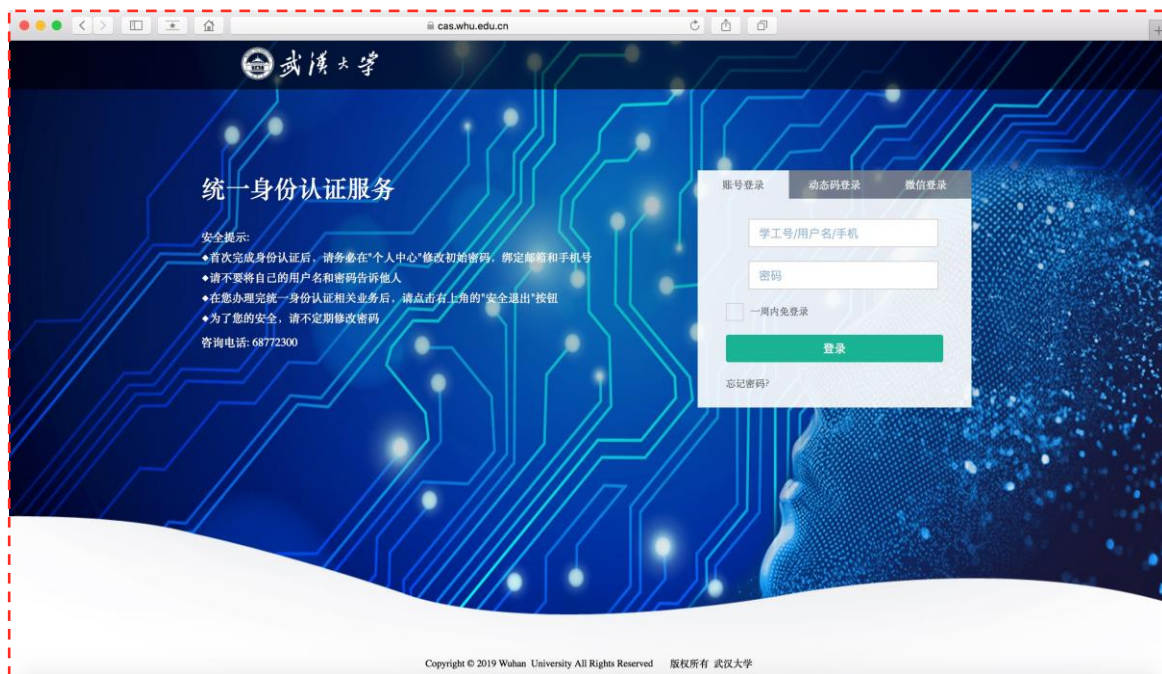 cas.whu.edu.cn
武漢大学
统一身份认证服务
安全提示:
◆首次完成身份认证后，请务必在"个人中心"修改初始密码，绑定邮箱和手机号
◆请不要将自己的用户名和密码告诉他人
◆在您办理完统一身份认证相关业务后，请点击右上角的"安全退出"按钮
◆为了您的安全，请不定期修改密码
咨询电话: 68772300
账号登录 动态码登录 微信登录
学工号/用户名/手机
密码
一周内免登录
登录
忘记密码?
Copyright © 2019 Wuhan University All Rights Reserved 版权所有 武汉大学